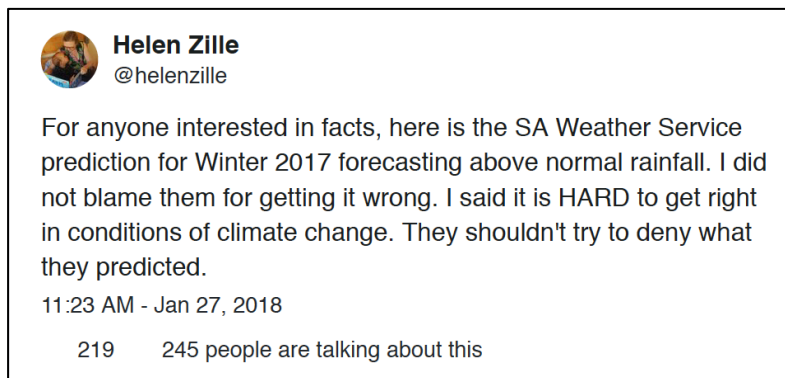 Helen Zille
@helenzille
For anyone interested in facts, here is the SA Weather Service
prediction for Winter 2017 forecasting above normal rainfall. I did
not blame them for getting it wrong. I said it is HARD to get right
in conditions of climate change. They shouldn't try to deny what
they predicted.
11:23 AM - Jan 27, 2018
219 245 people are talking about this